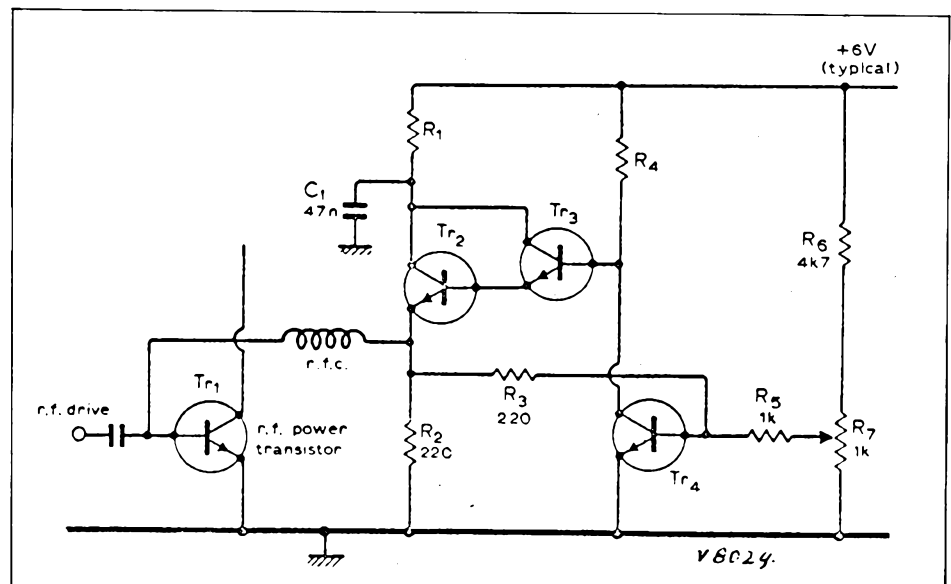 +6V
(typical)
R1
R4
C1
47n
Tr3
Tr2
R6
4k7
r.f.c.
R3
220
Tr1
R5
1k
r.f. drive
r.f. power
transistor
R2
220
R7
1k
Tr4
V8024.